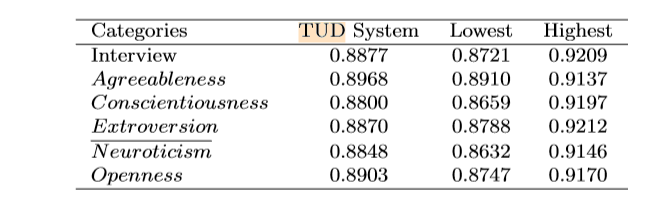 Categories TUD System Lowest Highest
Interview 0.8877 0.8721 0.9209
Agreeableness 0.8968 0.8910 0.9137
Conscientiousness 0.8800 0.8659 0.9197
Extroversion 0.8870 0.8788 0.9212
Neuroticism 0.8848 0.8632 0.9146
Openness 0.8903 0.8747 0.9170